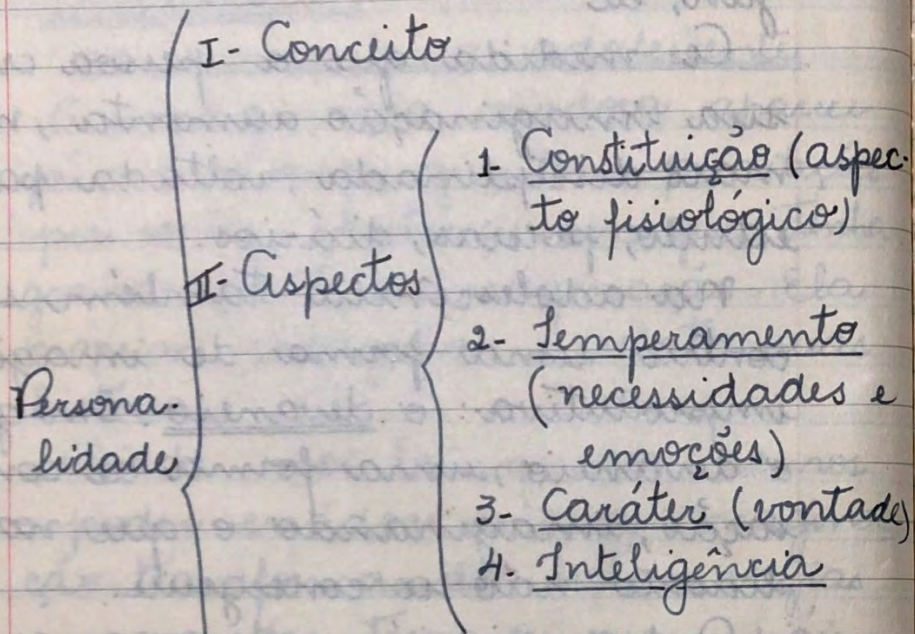 I- Conceito
1- Constituição (aspec-
to fisiológico)
II- Aspectos
2- Temperamento
(necessidades e
emoções)
Persona-
lidade
3- Caráter (vontade)
4- Inteligência